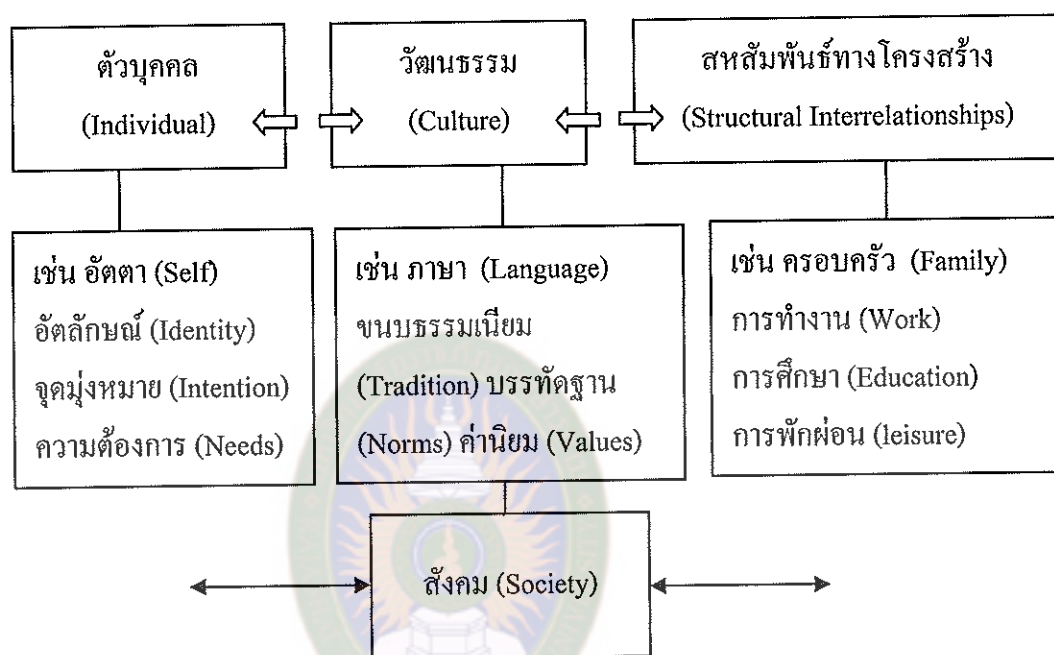 ตัวบุคคล
(Individual)
วัฒนธรรม
(Culture)
สหสัมพันธ์ทางโครงสร้าง
(Structural Interrelationships)
เช่น อัตตา (Self)
อัตลักษณ์ (Identity)
จุดมุ่งหมาย (Intention)
ความต้องการ (Needs)
เช่น ภาษา (Language)
ขนบธรรมเนียม
(Tradition) บรรทัดฐาน
(Norms) ค่านิยม (Values)
เช่น ครอบครัว (Family)
การทำงาน (Work)
การศึกษา (Education)
การพักผ่อน (leisure)
สังคม (Society)